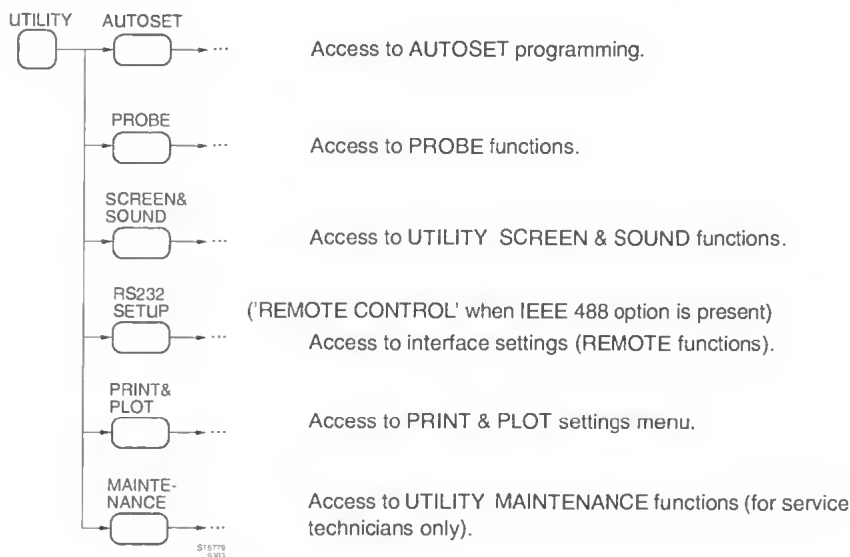 UTILITY AUTOSET
... Access to AUTOSET programming.
PROBE
... Access to PROBE functions.
SCREEN&
SOUND
... Access to UTILITY SCREEN & SOUND functions.
RS232
SETUP
('REMOTE CONTROL' when IEEE 488 option is present)
... Access to interface settings (REMOTE functions).
PRINT&
PLOT
... Access to PRINT & PLOT settings menu.
MAINTE-
NANCE
... Access to UTILITY MAINTENANCE functions (for service
technicians only).